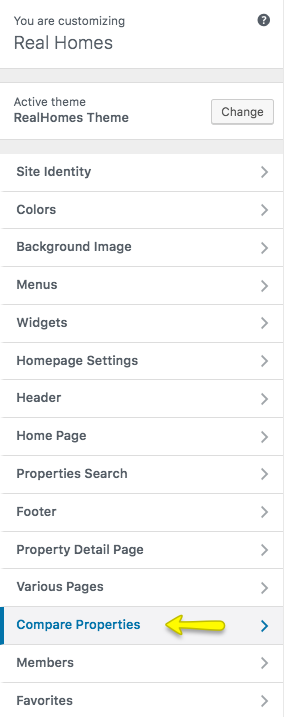 You are customizing
Real Homes
Active theme
RealHomes Theme
Change
Site Identity
Colors
Background Image
Menus
Widgets
Homepage Settings
Header
Home Page
Properties Search
Footer
Property Detail Page
Various Pages
Compare Properties
Members
Favorites